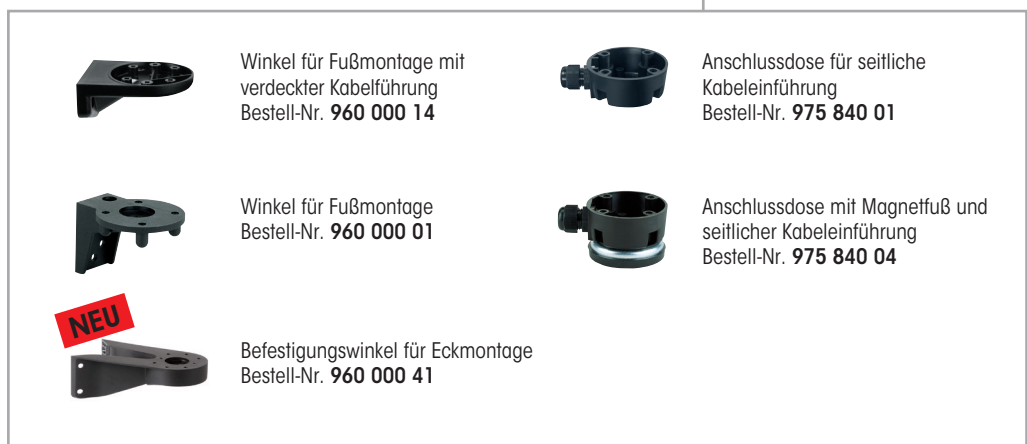 Winkel für Fußmontage mit
verdeckter Kabelführung
Bestell-Nr. 960 000 14
Anschlussdose für seitliche
Kabeleinführung
Bestell-Nr. 975 840 01
Winkel für Fußmontage
Bestell-Nr. 960 000 01
Anschlussdose mit Magnetfuß und
seitlicher Kabeleinführung
Bestell-Nr. 975 840 04
NEU
Befestigungswinkel für Eckmontage
Bestell-Nr. 960 000 41